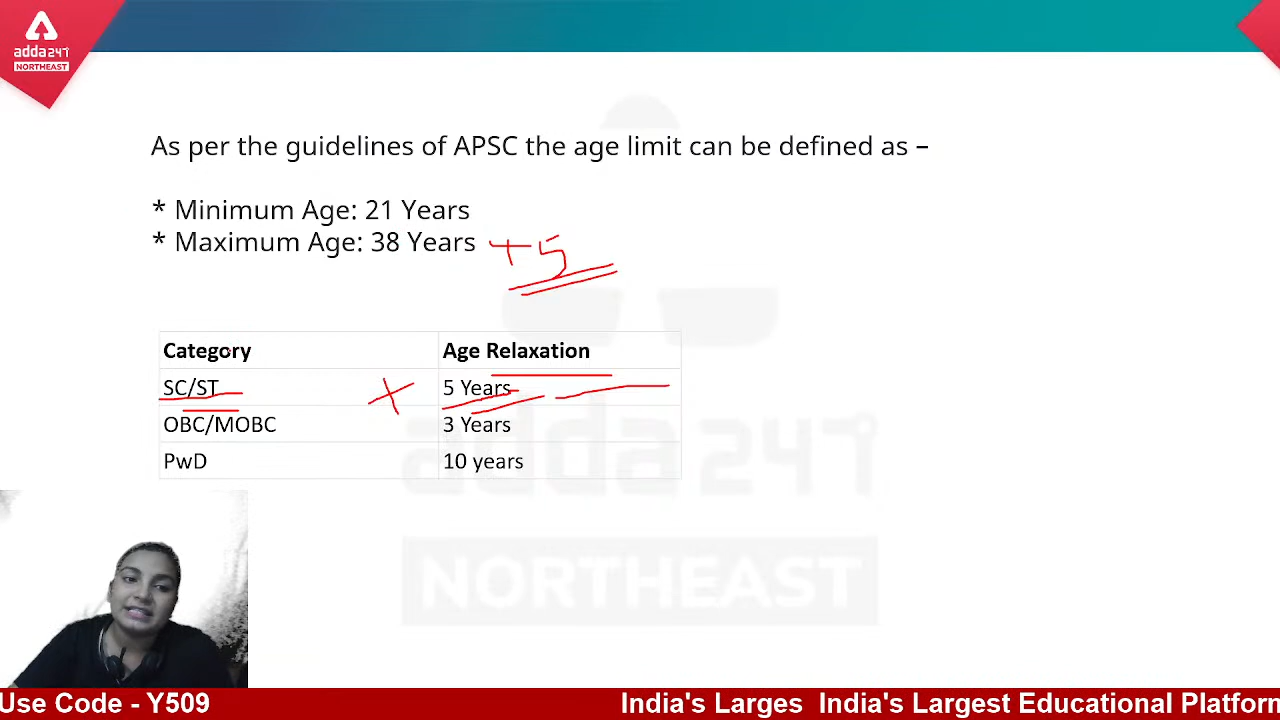 adda247
NORTHEAST
As per the guidelines of APSC the age limit can be defined as –
* Minimum Age: 21 Years
* Maximum Age: 38 Years +5
Category Age Relaxation
SC/ST 5 Years
OBC/MOBC 3 Years
PwD 10 years
adda247
NORTHEAST
Use Code - Y509 India's Larges India's Largest Educational Platform